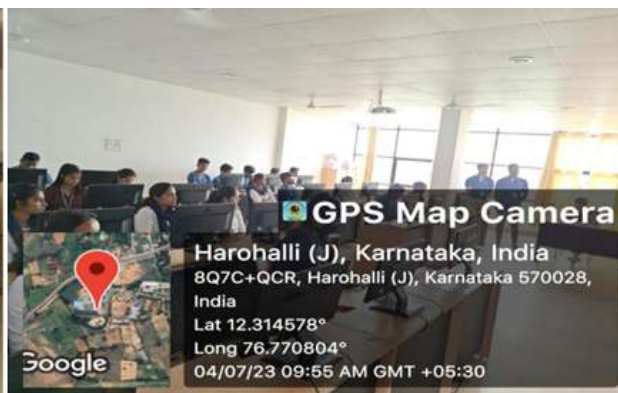 GPS Map Camera
Harohalli (J), Karnataka, India
8Q7C+QCR, Harohalli (J), Karnataka 570028,
India
Lat 12.314578°
Long 76.770804°
04/07/23 09:55 AM GMT +05:30
Google